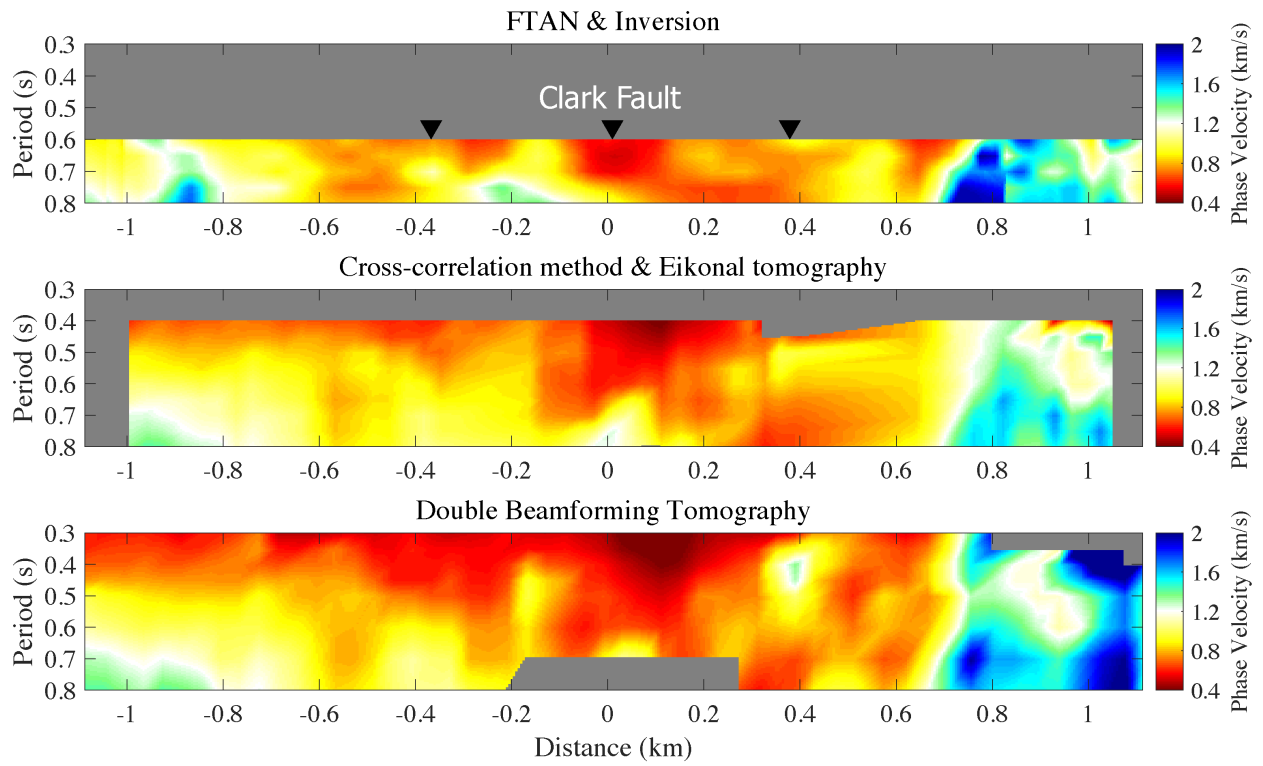 FTAN & Inversion
0.3
0.4
0.5
0.6
0.7
0.8
Period (s)
Clark Fault
-1 -0.8 -0.6 -0.4 -0.2 0 0.2 0.4 0.6 0.8 1
2
1.6
1.2
0.8
0.4
Phase Velocity (km/s)
Cross-correlation method & Eikonal tomography
0.3
0.4
0.5
0.6
0.7
0.8
Period (s)
-1 -0.8 -0.6 -0.4 -0.2 0 0.2 0.4 0.6 0.8 1
2
1.6
1.2
0.8
0.4
Phase Velocity (km/s)
Double Beamforming Tomography
0.3
0.4
0.5
0.6
0.7
0.8
Period (s)
-1 -0.8 -0.6 -0.4 -0.2 0 0.2 0.4 0.6 0.8 1
Distance (km)
2
1.6
1.2
0.8
0.4
Phase Velocity (km/s)